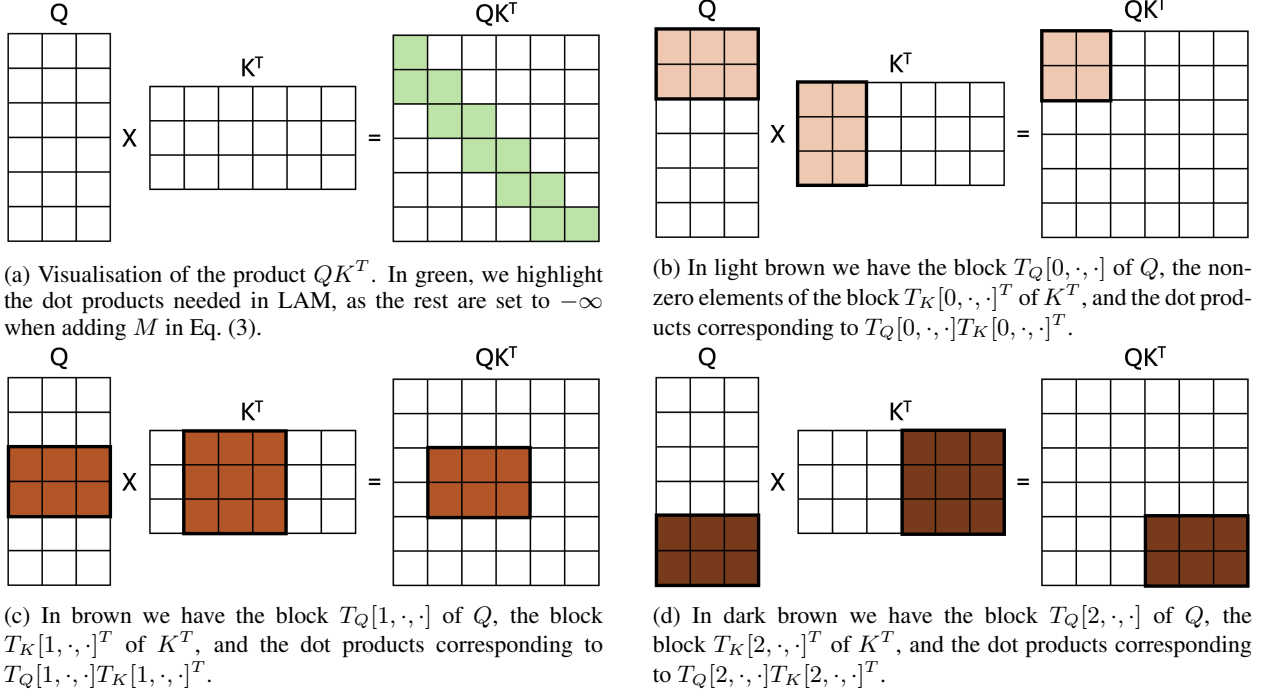 Q
K^T
QK^T
X
=
(a) Visualisation of the product QK^T. In green, we highlight
the dot products needed in LAM, as the rest are set to −∞
when adding M in Eq. (3).
Q
K^T
QK^T
X
=
(b) In light brown we have the block T_Q[0, ·, ·] of Q, the non-
zero elements of the block T_K[0, ·, ·]^T of K^T, and the dot prod-
ucts corresponding to T_Q[0, ·, ·]T_K[0, ·, ·]^T.
Q
K^T
QK^T
X
=
(c) In brown we have the block T_Q[1, ·, ·] of Q, the block
T_K[1, ·, ·]^T of K^T, and the dot products corresponding to
T_Q[1, ·, ·]T_K[1, ·, ·]^T.
Q
K^T
QK^T
X
=
(d) In dark brown we have the block T_Q[2, ·, ·] of Q, the
block T_K[2, ·, ·]^T of K^T, and the dot products corresponding
to T_Q[2, ·, ·]T_K[2, ·, ·]^T.